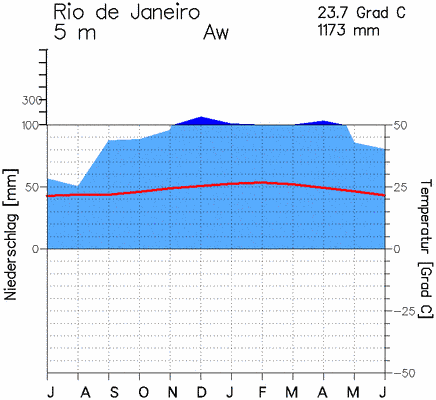 Rio de Janeiro
23.7 Grad C
5 m
Aw
1173 mm
300
100
50
50
25
0
0
-25
-50
Niederschlag [mm]
Temperatur [Grad C]
J A S O N D J F M A M J